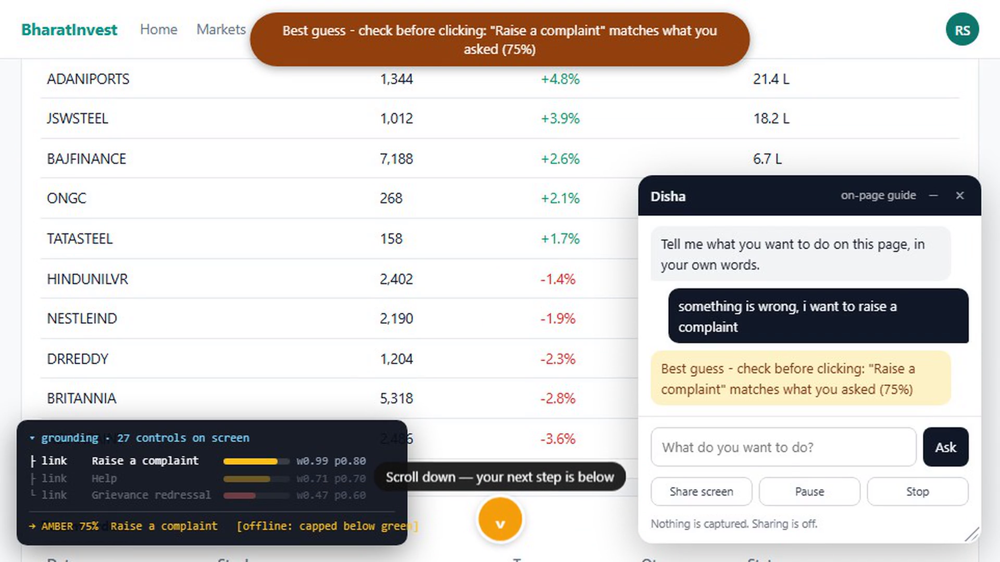 BharatInvest Home Markets
Best guess - check before clicking: "Raise a complaint" matches what you
asked (75%)
RS
ADANIPORTS 1,344 +4.8% 21.4 L
JSWSTEEL 1,012 +3.9% 18.2 L
BAJFINANCE 7,188 +2.6% 6.7 L
ONGC 268 +2.1%
TATASTEEL 158 +1.7%
HINDUNILVR 2,402 -1.4%
NESTLEIND 2,190 -1.9%
DRREDDY 1,204 -2.3%
BRITANNIA 5,318 -2.8%
2,486 -3.6%
grounding · 27 controls on screen
link Raise a complaint w0.99 p0.80
link Help w0.71 p0.70
link Grievance redressal w0.47 p0.60
→ AMBER 75% Raise a complaint [offline: capped below green]
Scroll down — your next step is below
v
Disha on-page guide
Tell me what you want to do on this page, in
your own words.
something is wrong, i want to raise a
complaint
Best guess - check before clicking: "Raise a
complaint" matches what you asked (75%)
What do you want to do? Ask
Share screen Pause Stop
Nothing is captured. Sharing is off.